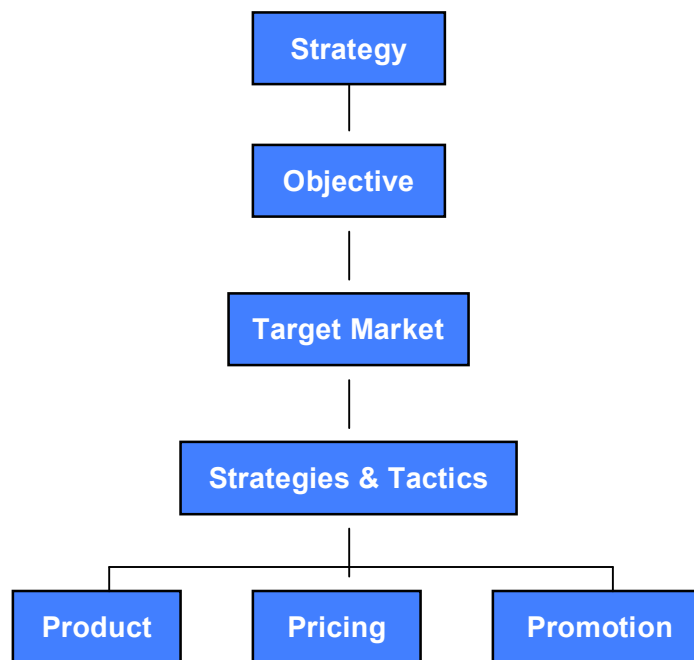 Strategy
Objective
Target Market
Strategies & Tactics
Product
Pricing
Promotion